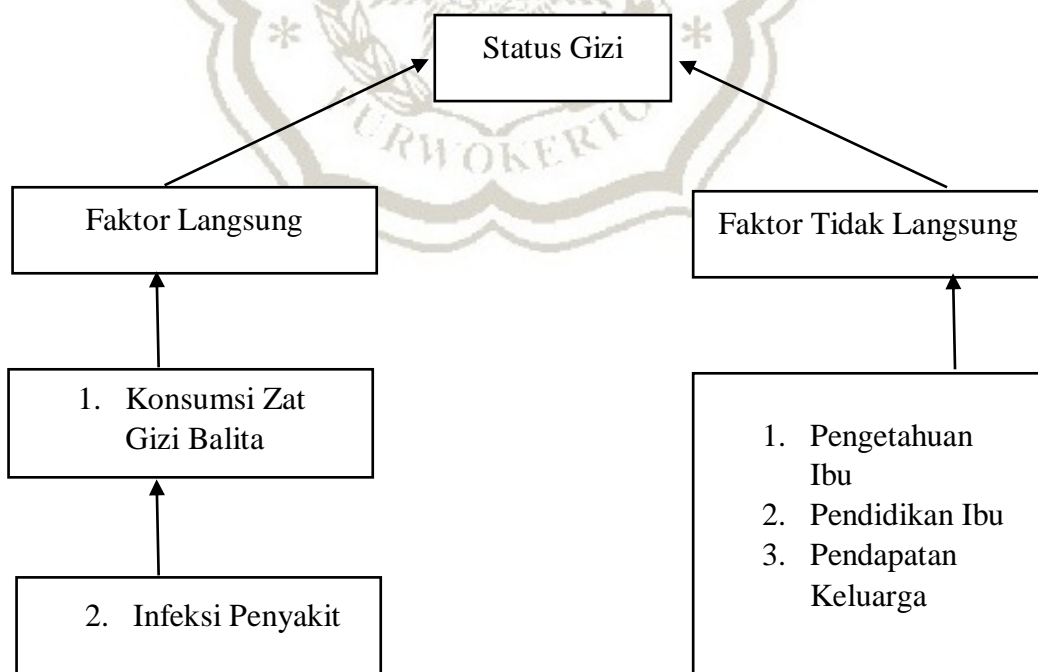 Status Gizi
PURWOKERTO
Faktor Langsung
Faktor Tidak Langsung
1. Konsumsi Zat
Gizi Balita
1. Pengetahuan
Ibu
2. Pendidikan Ibu
3. Pendapatan
Keluarga
2. Infeksi Penyakit